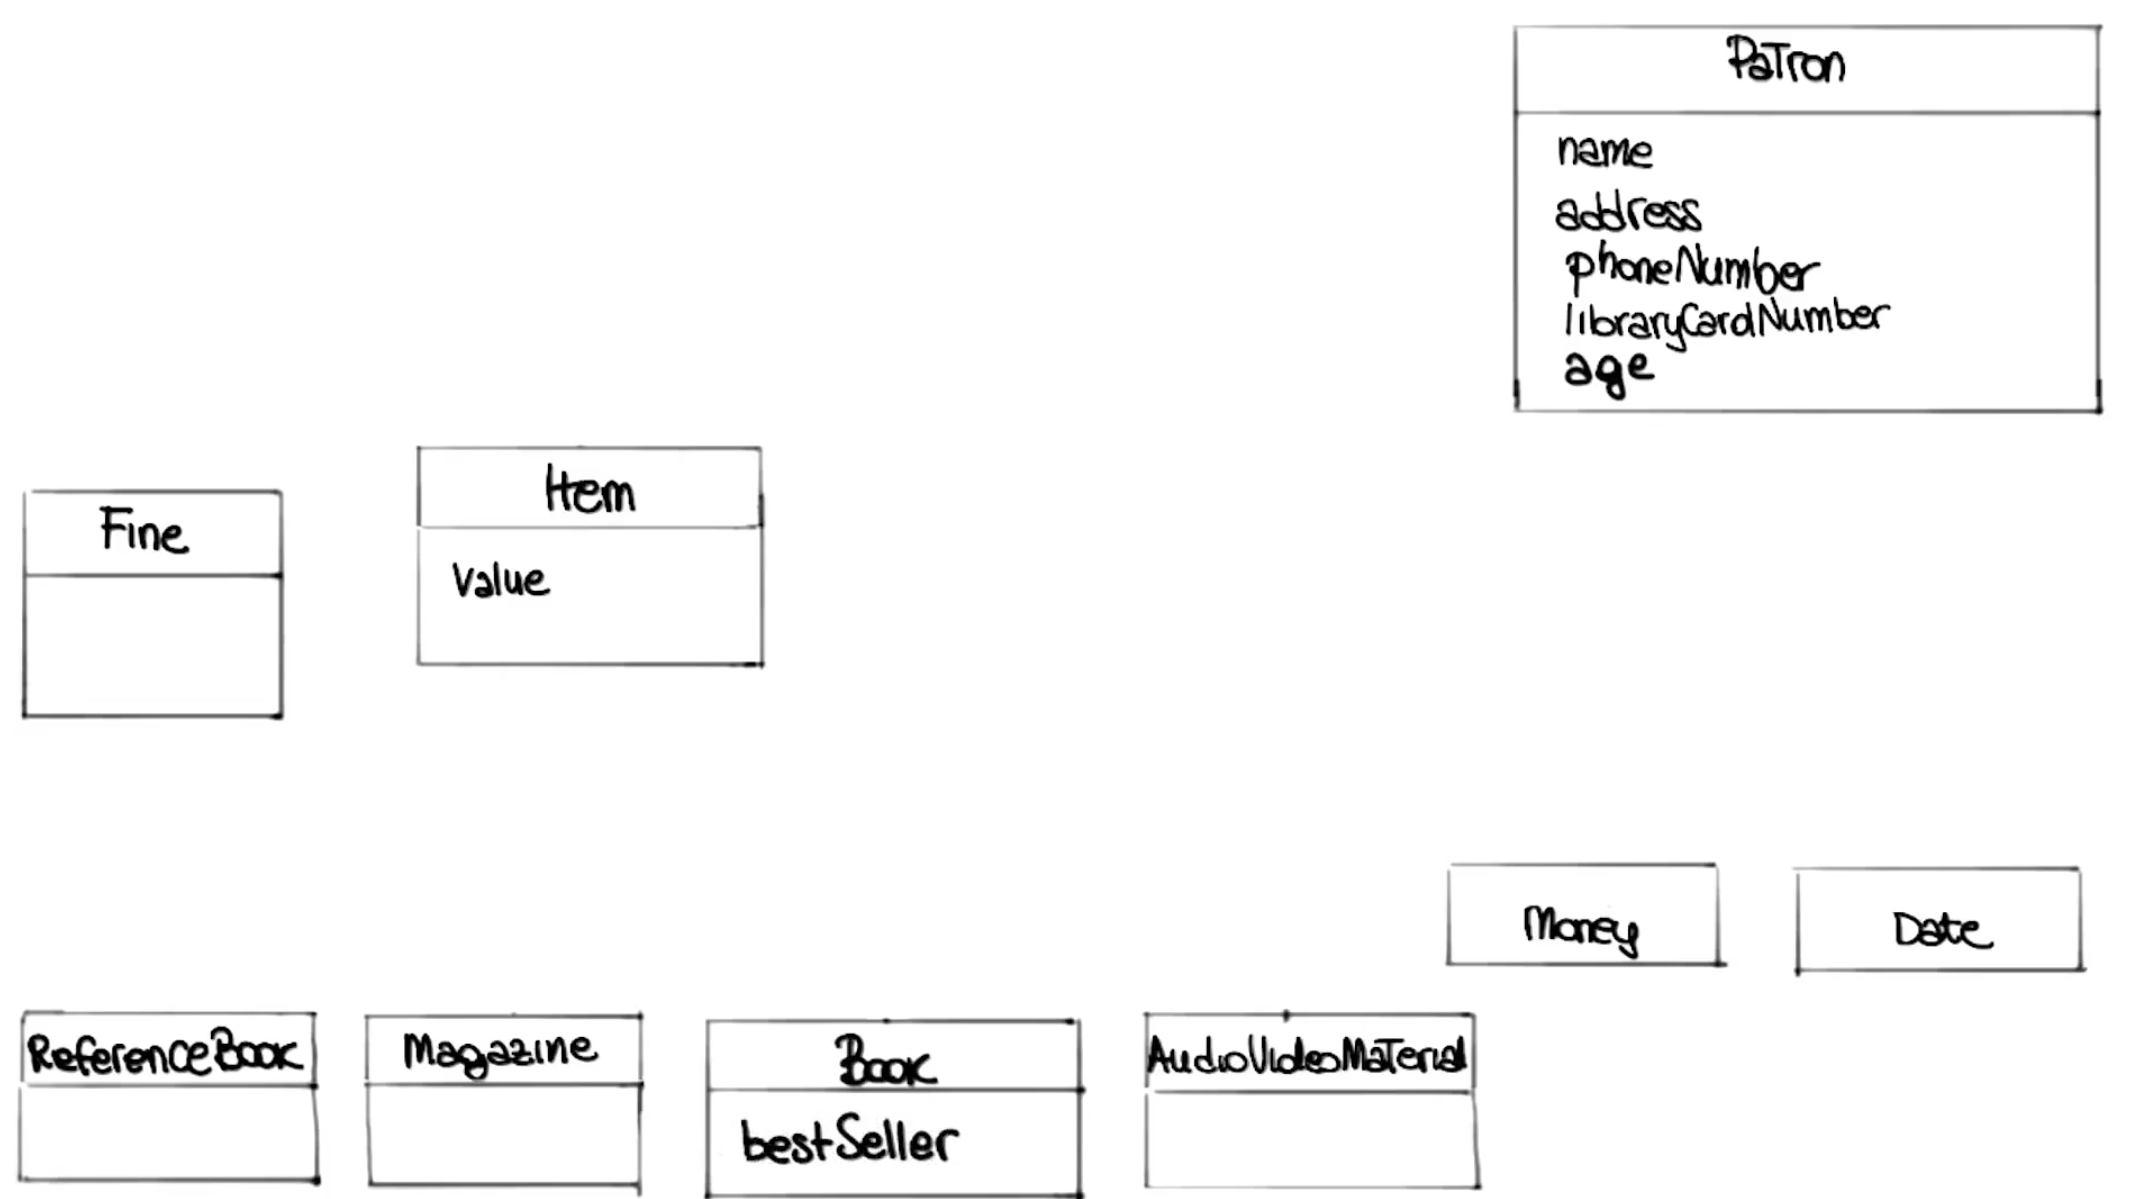 Patron
name
address
phoneNumber
libraryCardNumber
age
Item
Value
Fine
Money
Date
ReferenceBook
Magazine
Book
bestSeller
AudioVideoMaterial